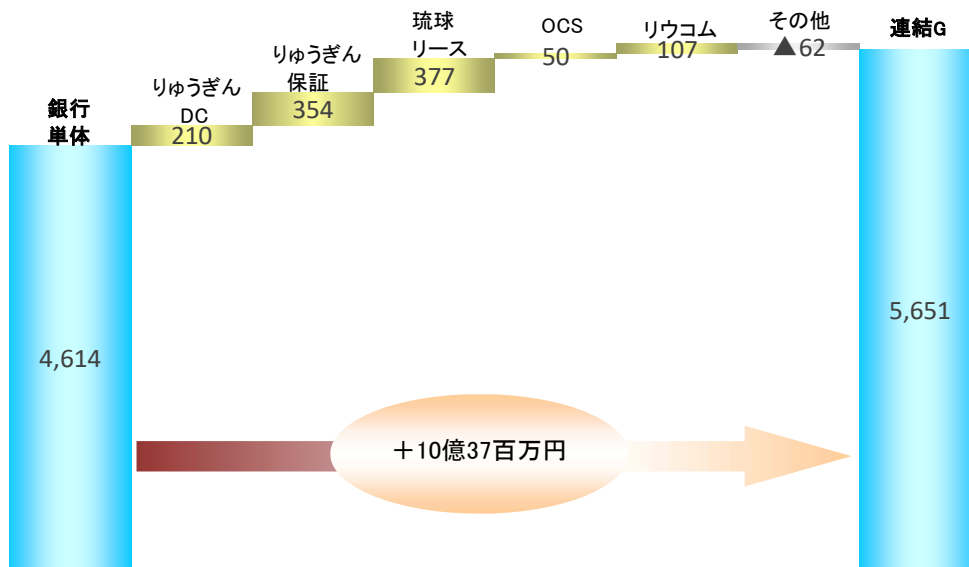 銀行
単体
4,614
りゅうぎん
DC
210
りゅうぎん
保証
354
琉球
リース
377
OCS
50
リウコム
107
その他
▲62
連結G
5,651
＋10億37百万円